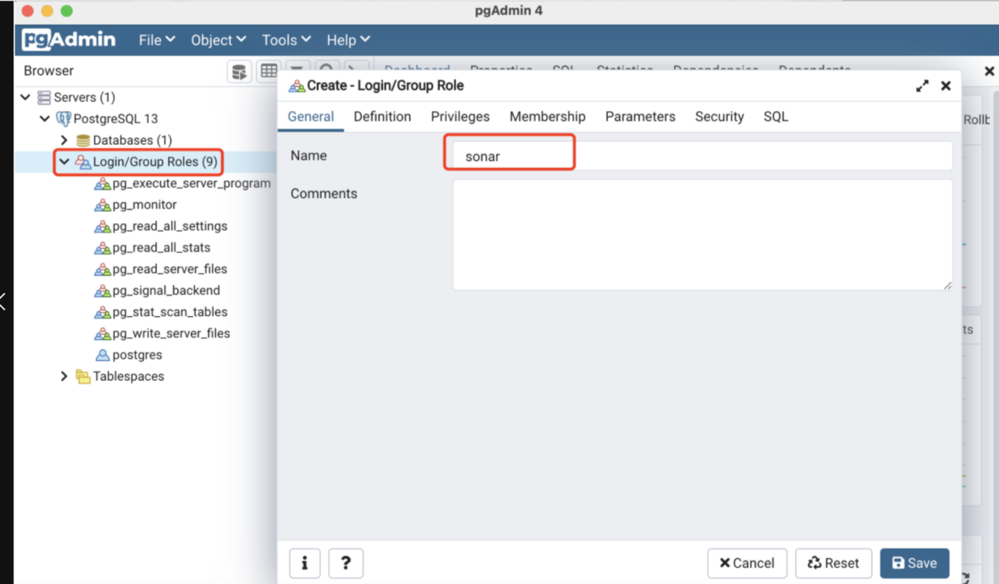 pgAdmin 4
pgAdmin File Object Tools Help
Browser
Dashboard Properties SQL Statistics Dependencies Dependents
Servers (1)
PostgreSQL 13
Databases (1)
Login/Group Roles (9)
pg_execute_server_program
pg_monitor
pg_read_all_settings
pg_read_all_stats
pg_read_server_files
pg_signal_backend
pg_stat_scan_tables
pg_write_server_files
postgres
Tablespaces
Create - Login/Group Role
General Definition Privileges Membership Parameters Security SQL
Name sonar
Comments
i ? Cancel Reset Save